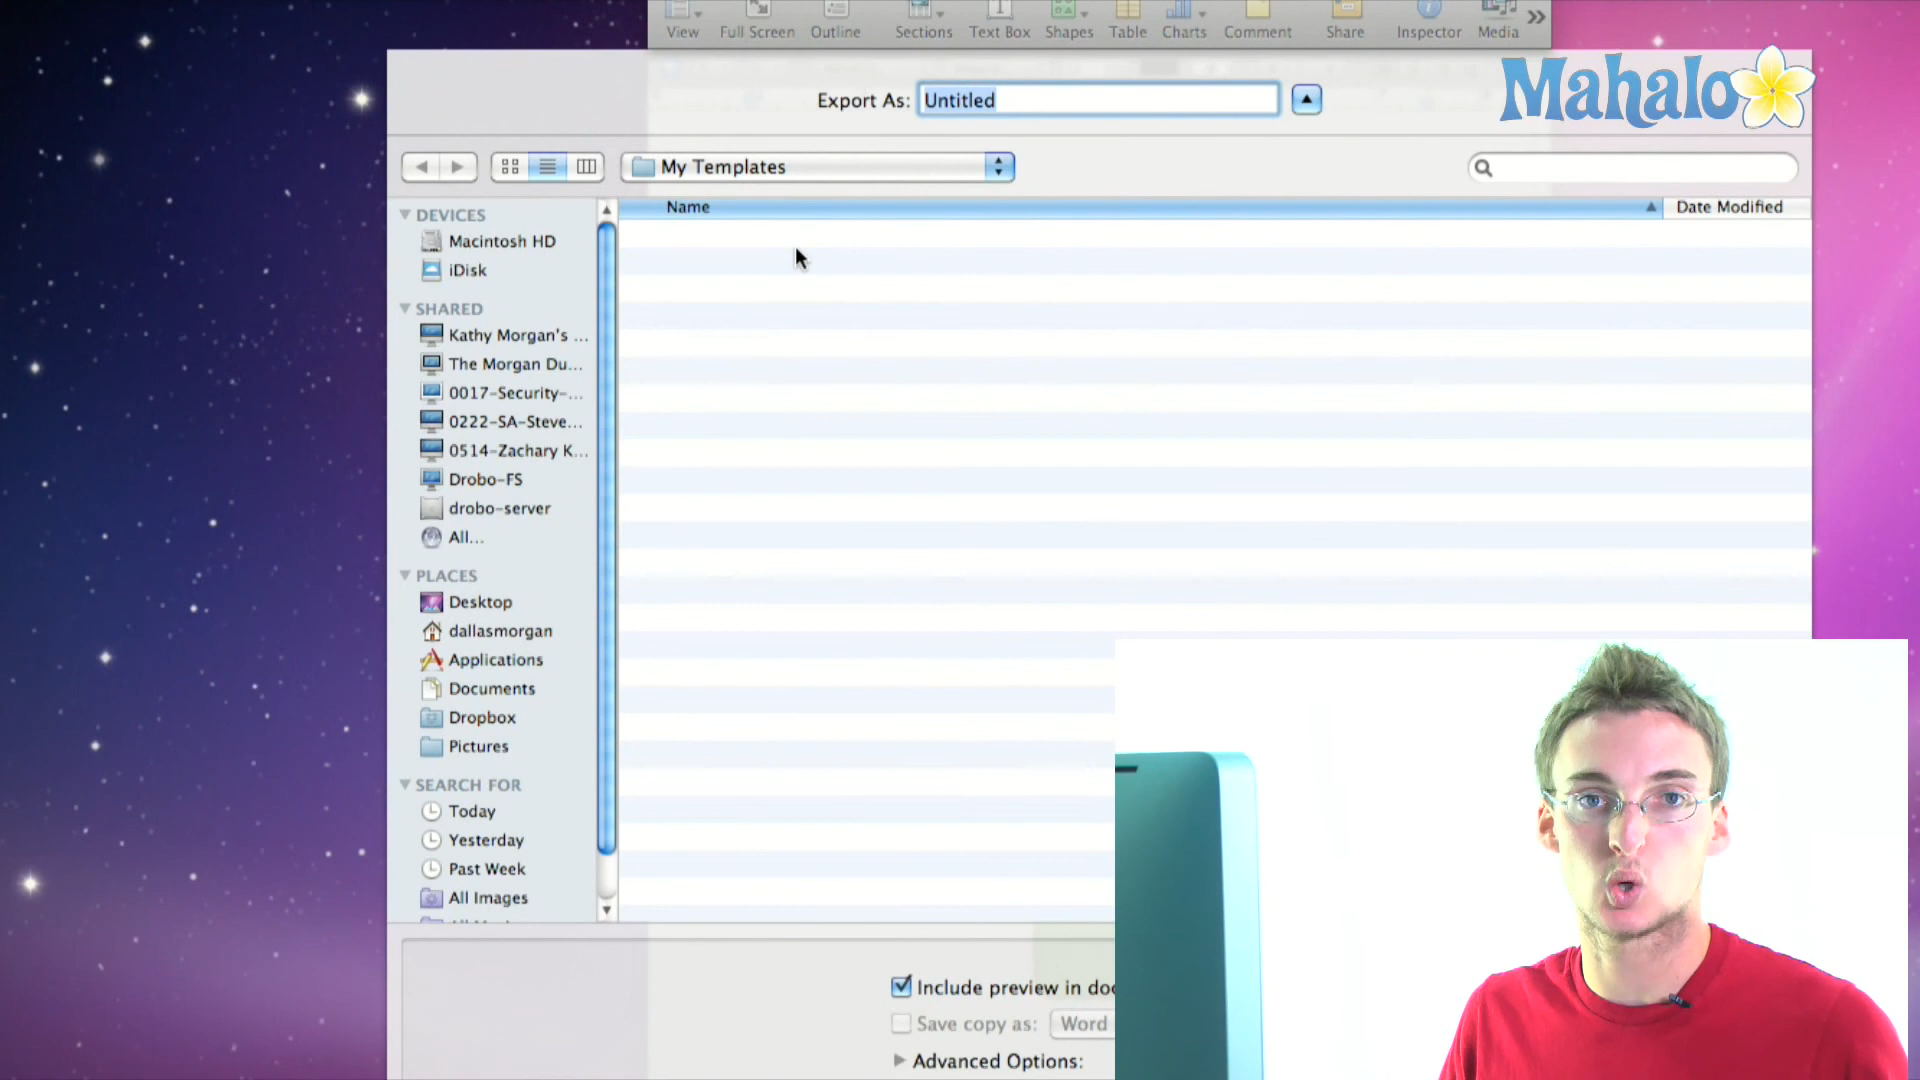 View Full Screen Outline Sections Text Box Shapes Table Charts Comment Share Inspector Media
Mahalo
Export As: Untitled
My Templates
Name Date Modified
DEVICES
Macintosh HD
iDisk
SHARED
Kathy Morgan's ...
The Morgan Du...
0017-Security-...
0222-SA-Steve...
0514-Zachary K...
Drobo-FS
drobo-server
All...
PLACES
Desktop
dallasmorgan
Applications
Documents
Dropbox
Pictures
SEARCH FOR
Today
Yesterday
Past Week
All Images
Include preview in doc
Save copy as: Word
Advanced Options: